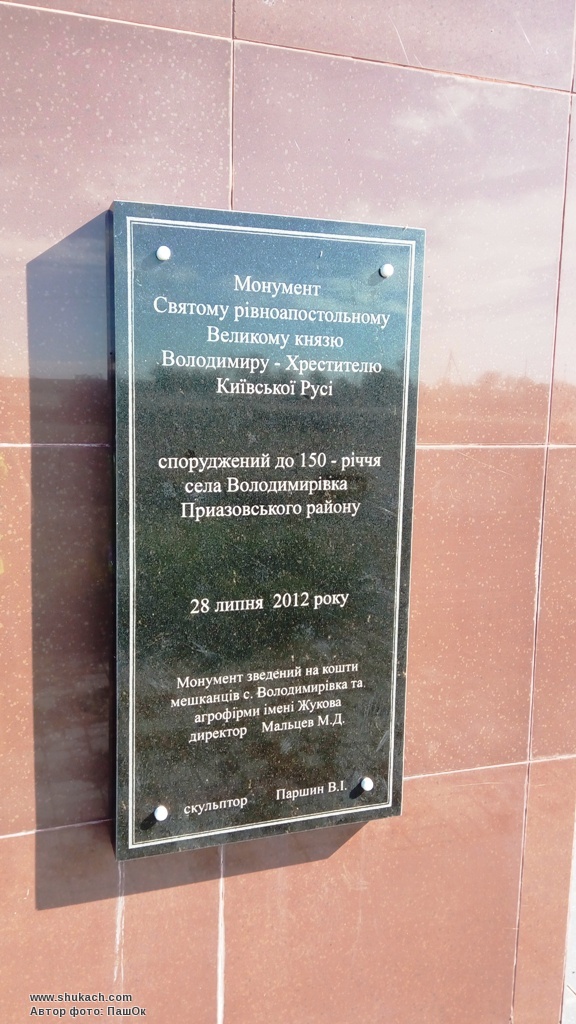 Монумент
Святому рівноапостольному
Великому князю
Володимиру - Хрестителю
Київської Русі
споруджений до 150 - річчя
села Володимирівка
Приазовського району
28 липня 2012 року
Монумент зведений на кошти
мешканців с. Володимирівка та
агрофірми імені Жукова
директор Мальцев М.Д.
скульптор Паршин В.І.
www.shukach.com
Автор фото: ПашОк